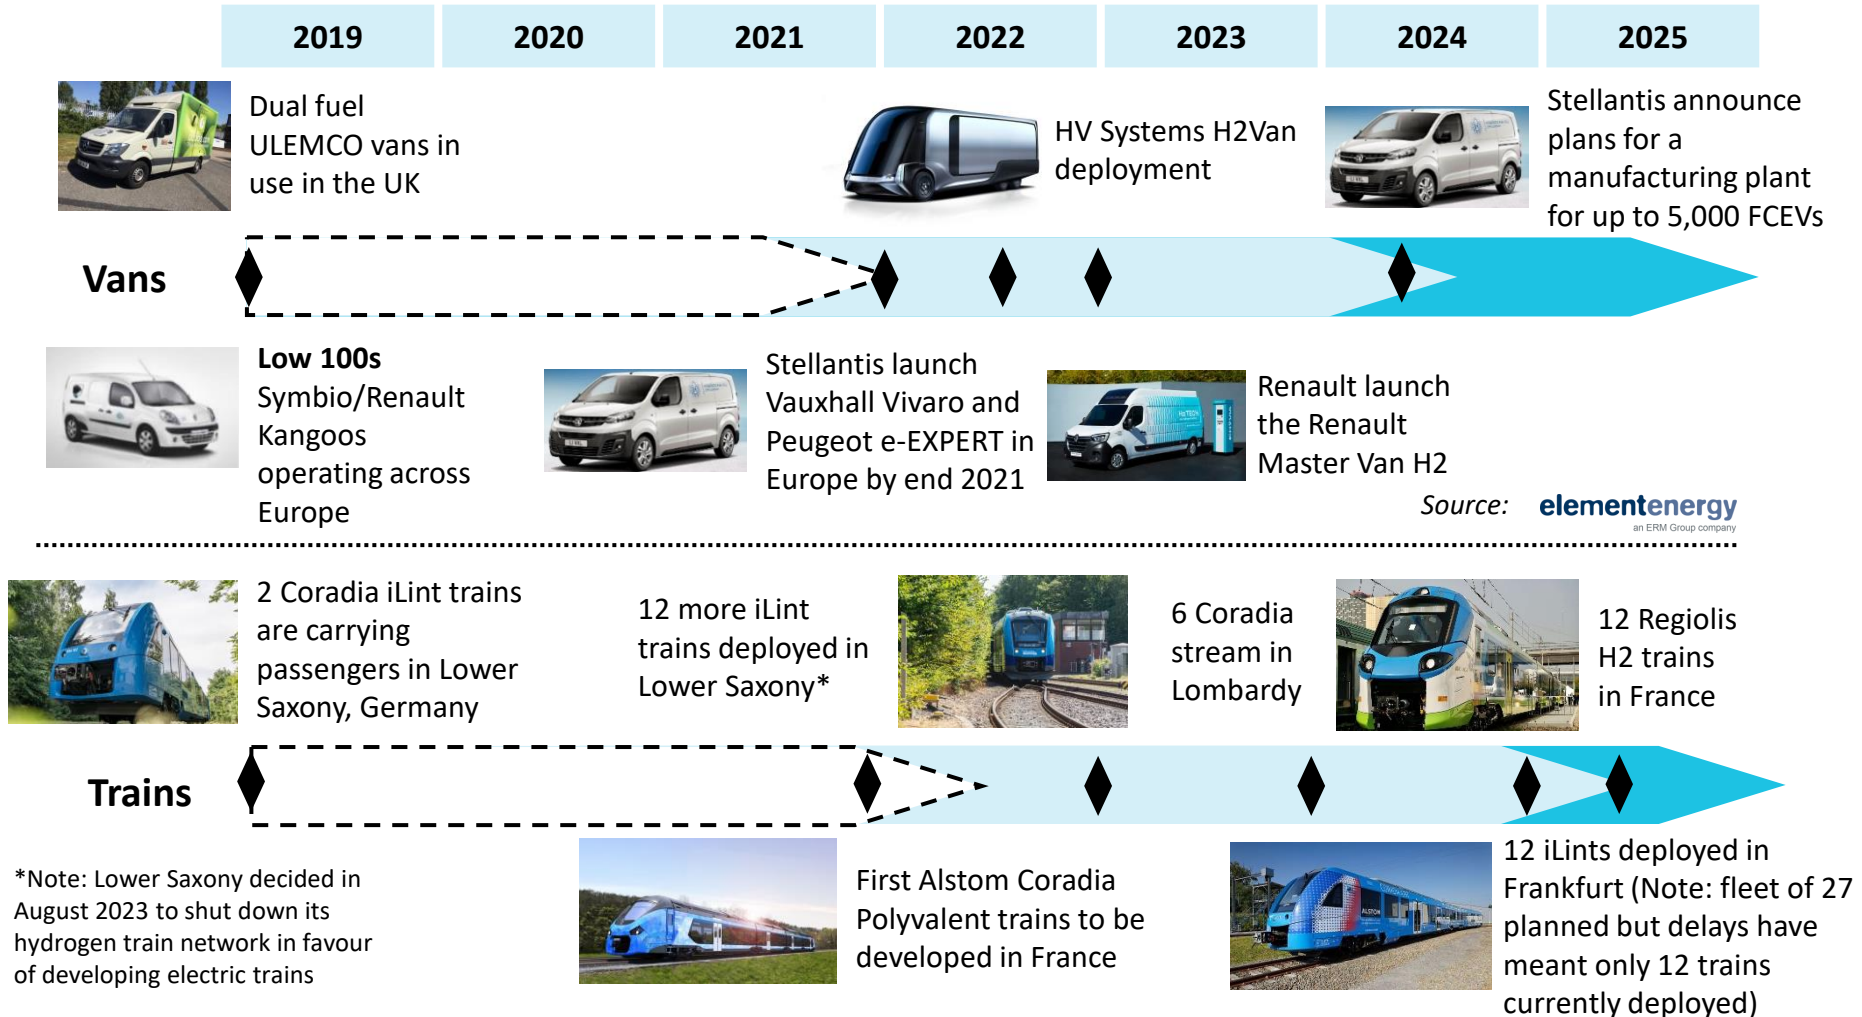 2019
2020
2021
2022
2023
2024
2025
Dual fuel
ULEMCO vans in
use in the UK
HV Systems H2Van
deployment
Stellantis announce
plans for a
manufacturing plant
for up to 5,000 FCEVs
Vans
Low 100s
Symbio/Renault
Kangoos
operating across
Europe
Stellantis launch
Vauxhall Vivaro and
Peugeot e-EXPERT in
Europe by end 2021
Renault launch
the Renault
Master Van H2
Source:
elementenergy
an ERM Group company
2 Coradia iLint trains
are carrying
passengers in Lower
Saxony, Germany
12 more iLint
trains deployed in
Lower Saxony*
6 Coradia
stream in
Lombardy
12 Regiolis
H2 trains
in France
Trains
*Note: Lower Saxony decided in
August 2023 to shut down its
hydrogen train network in favour
of developing electric trains
First Alstom Coradia
Polyvalent trains to be
developed in France
ALSTOM
12 iLints deployed in
Frankfurt (Note: fleet of 27
planned but delays have
meant only 12 trains
currently deployed)